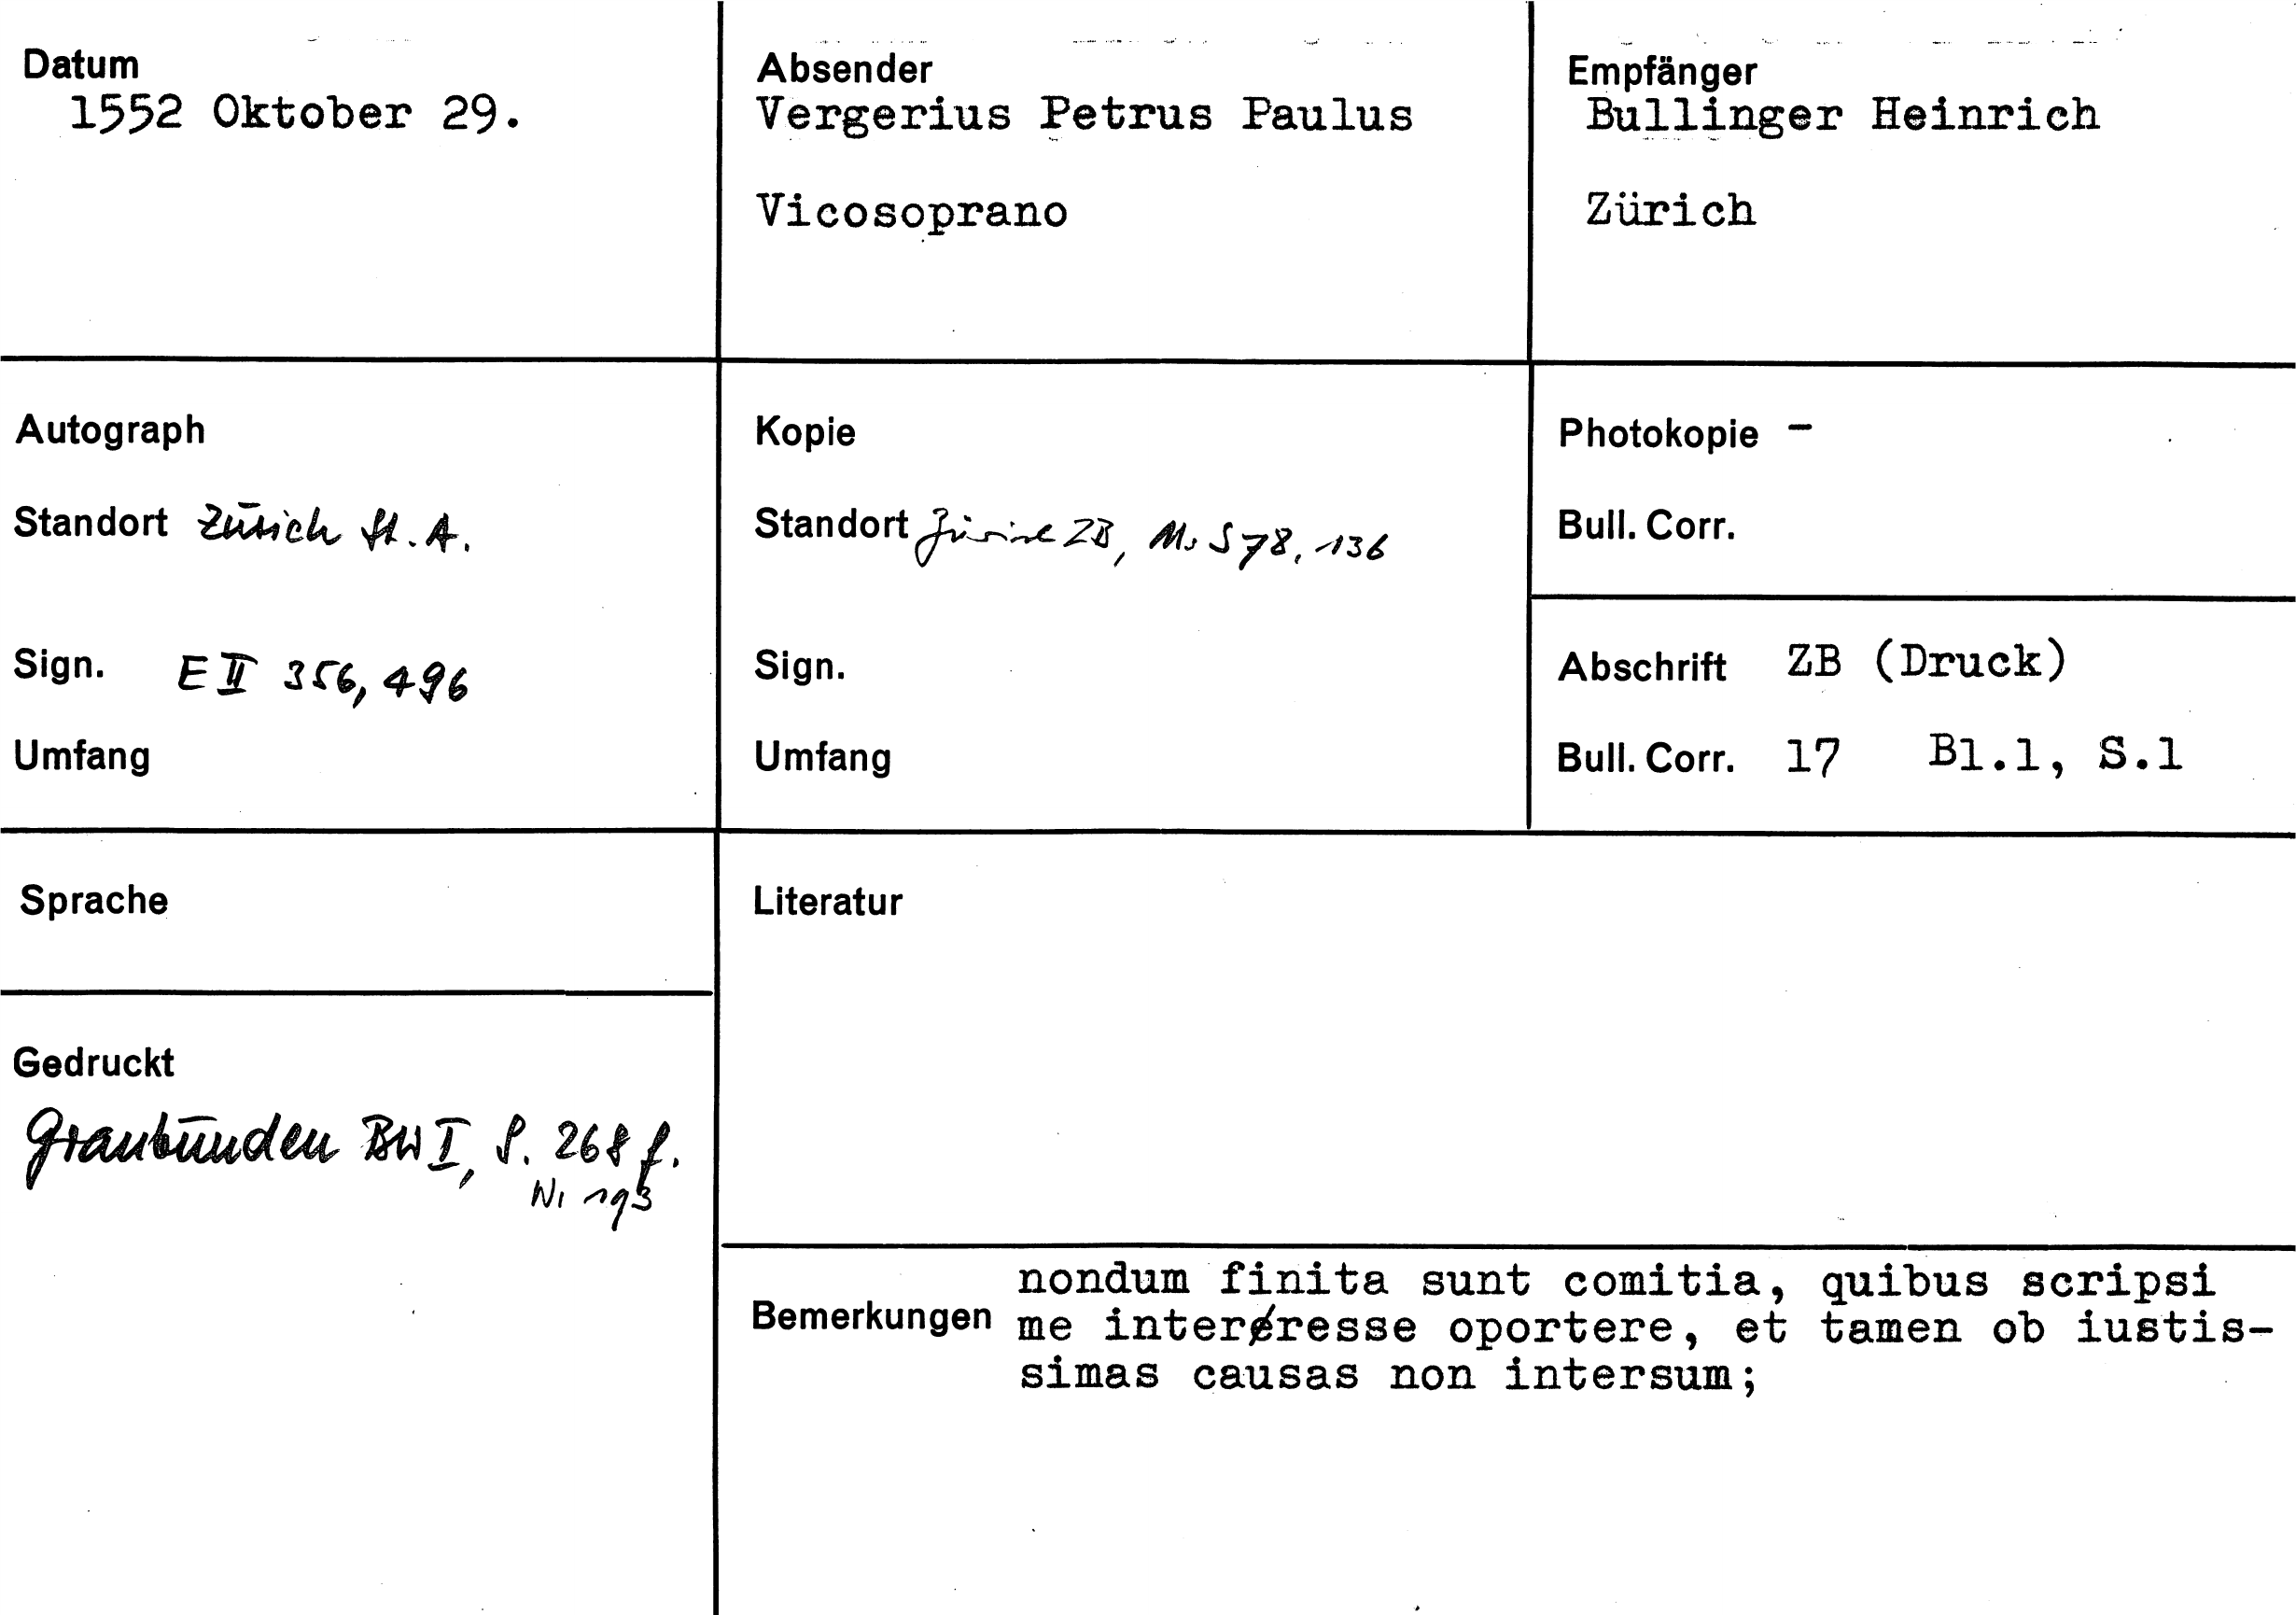 Datum
1552 Oktober 29.
Absender
Vergerius Petrus Paulus
Vicosoprano
Empfänger
Bullinger Heinrich
Zürich
Autograph
Standort Zürich St. A.
Sign. E II 356, 496
Umfang
Kopie
Standort Zürich ZB, Ms S 78, 136
Sign.
Umfang
Photokopie -
Bull. Corr.
Abschrift ZB (Druck)
Bull. Corr. 17 Bl.1, S.1
Sprache
Gedruckt
Graubünden BW I, S. 268 f.
Nr 193
Literatur
Bemerkungen
nondum finita sunt comitia, quibus scripsi
me interresse oportere, et tamen ob iustis-
simas causas non intersum;